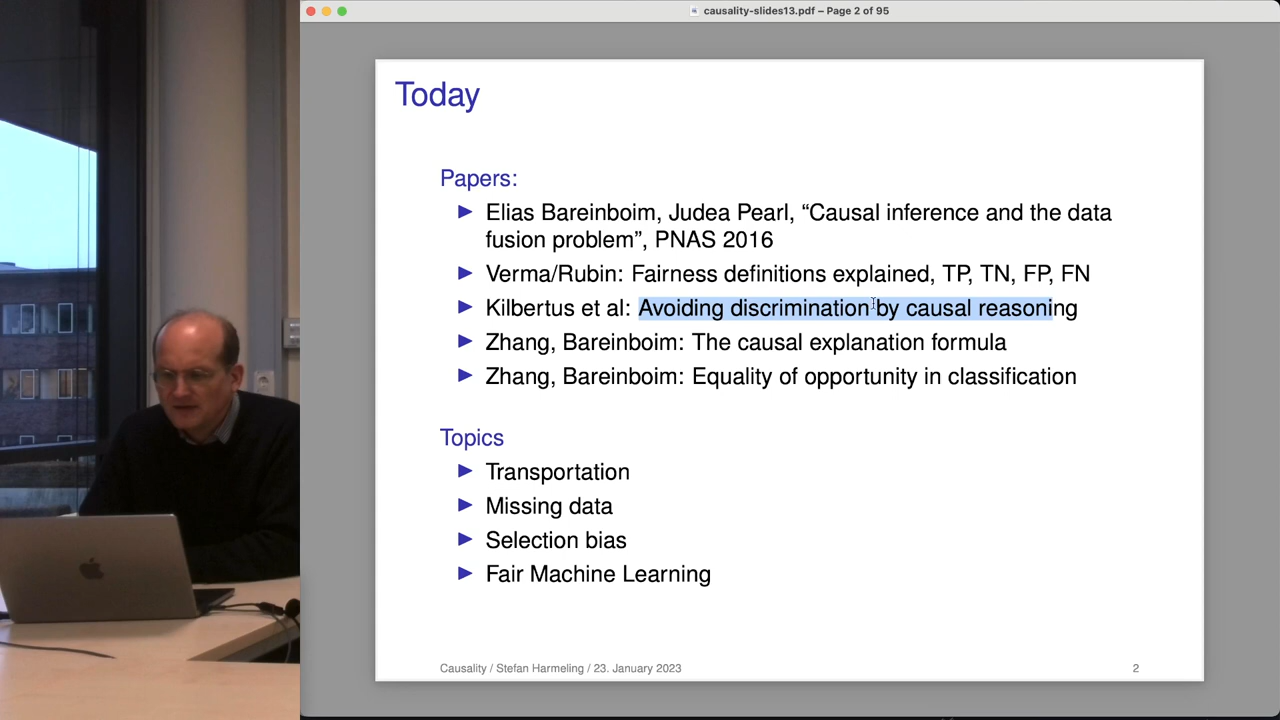 causality-slides13.pdf – Page 2 of 95
Today
Papers:
Elias Bareinboim, Judea Pearl, “Causal inference and the data
fusion problem”, PNAS 2016
Verma/Rubin: Fairness definitions explained, TP, TN, FP, FN
Kilbertus et al: Avoiding discrimination by causal reasoning
Zhang, Bareinboim: The causal explanation formula
Zhang, Bareinboim: Equality of opportunity in classification
Topics
Transportation
Missing data
Selection bias
Fair Machine Learning
Causality / Stefan Harmeling / 23. January 2023
2